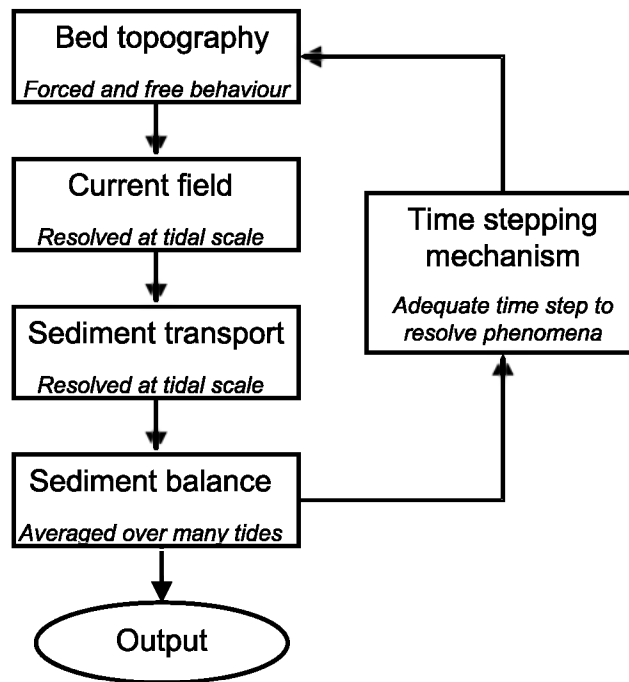 Bed topography
Forced and free behaviour
Current field
Resolved at tidal scale
Sediment transport
Resolved at tidal scale
Sediment balance
Averaged over many tides
Output
Time stepping
mechanism
Adequate time step to
resolve phenomena